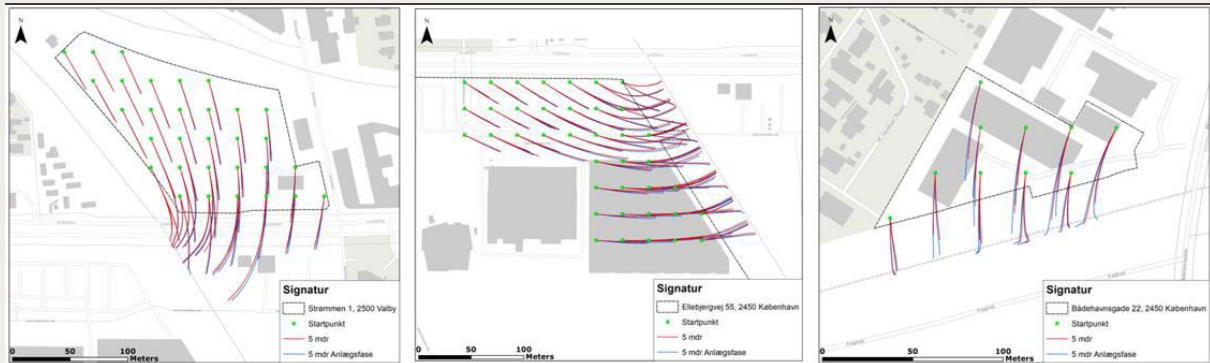 N
Signatur
Strømmen 1, 2500 Valby
Startpunkt
5 mdr
5 mdr Anlægsfase
0 50 100
Meters
N
Signatur
Ellebjergvej 55, 2450 København
Startpunkt
5 mdr
5 mdr Anlægsfase
0 50 100
Meters
N
Signatur
Bådehavnsgade 22, 2450 København
Startpunkt
5 mdr
5 mdr Anlægsfase
0 50 100
Meters